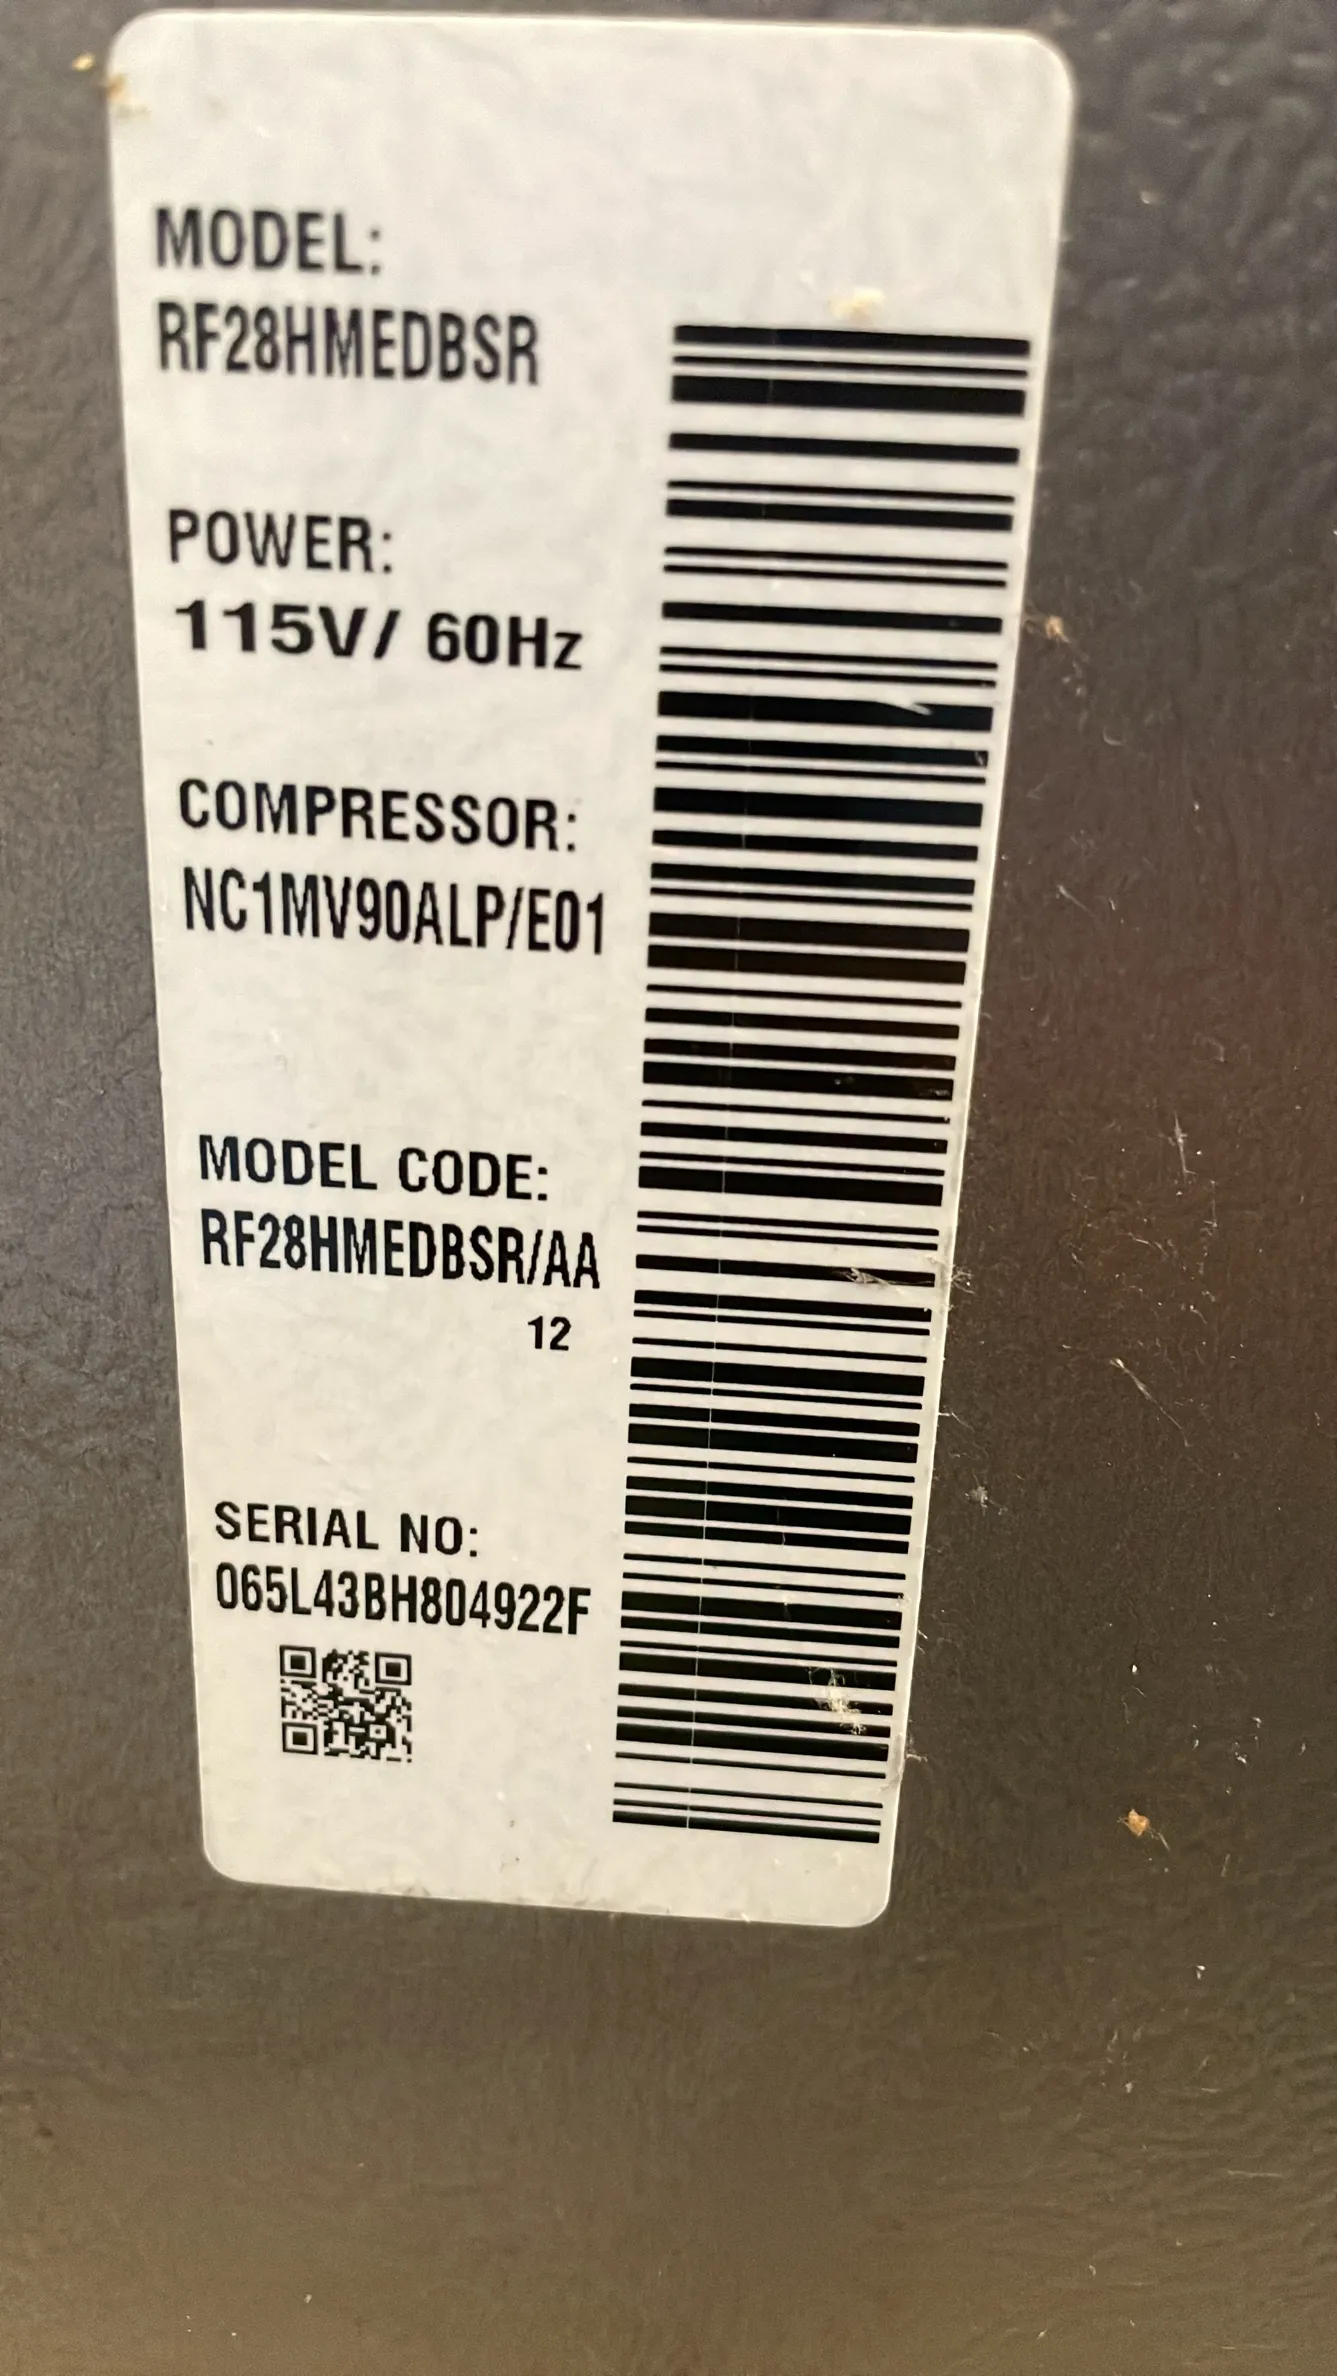 MODEL:
RF28HMEDBSR
POWER:
115V/ 60Hz
COMPRESSOR:
NC1MV90ALP/E01
MODEL CODE:
RF28HMEDBSR/AA
12
SERIAL NO:
065L43BH804922F